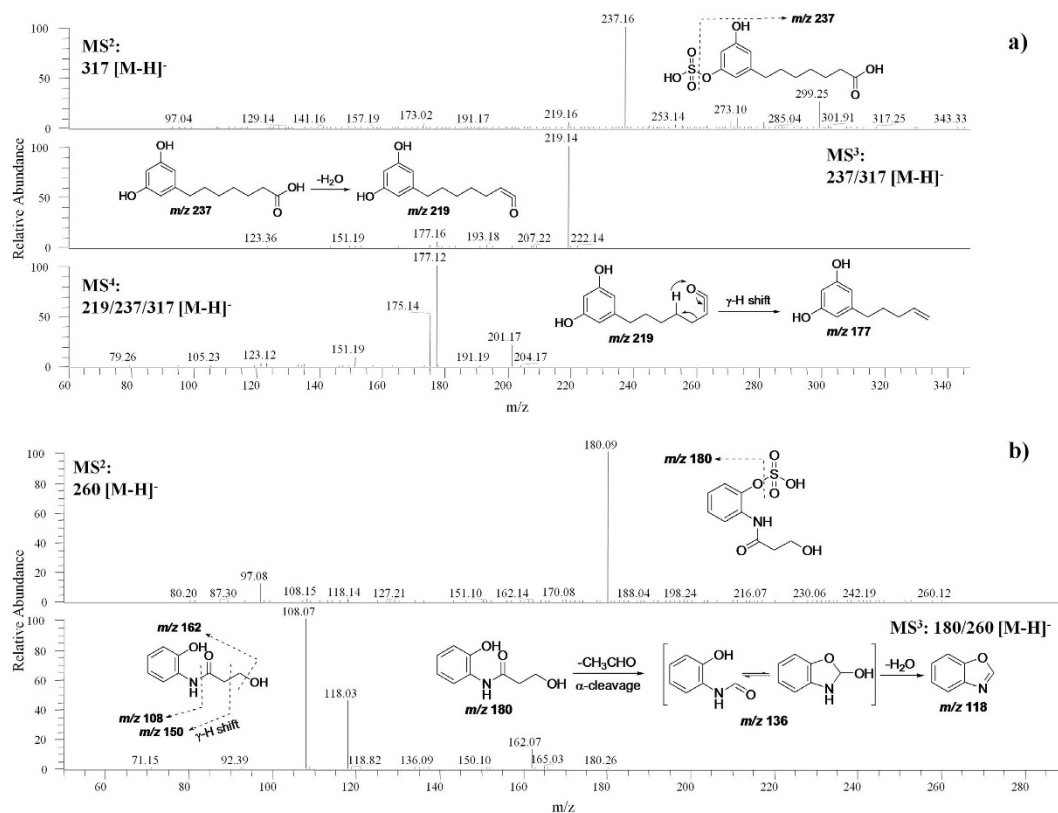 a)
MS²:
317 [M-H]⁻
237.16
m/z 237
OH
HO S O O O
OH
O
299.25
97.04 129.14 141.16 157.19 173.02 191.17 219.16 253.14 273.10 285.04 301.91 317.25 343.33
100
50
0
219.14
MS³:
237/317 [M-H]⁻
OH
HO
OH
O
m/z 237
-H₂O
OH
HO
O
m/z 219
123.36 151.19 177.16 193.18 207.22 222.14
100
50
0
Relative Abundance
177.12
MS⁴
219/237/317 [M-H]⁻
175.14
201.17
79.26 105.23 123.12 151.19 191.19 204.17
OH
HO
H
O
m/z 219
γ-H shift
OH
HO
m/z 177
100
50
0
60 80 100 120 140 160 180 200 220 240 260 280 300 320 340
m/z
b)
MS²:
260 [M-H]⁻
180.09
m/z 180
O
O S OH
O
NH
O
OH
97.08
80.20 87.30 108.15 118.14 127.21 151.10 162.14 170.08 188.04 198.24 216.07 230.06 242.19 260.12
100
80
60
40
20
0
Relative Abundance
108.07
MS³: 180/260 [M-H]⁻
m/z 162
OH
O
N
H
OH
m/z 108
m/z 150
γ-H shift
OH
O
N
H
OH
m/z 180
-CH₃CHO
α-cleavage
OH
N
H
O
O
OH
N
H
m/z 136
-H₂O
O
N
m/z 118
118.03
162.07
71.15 92.39 118.82 136.09 150.10 165.03 180.26
100
80
60
40
20
0
80 100 120 140 160 180 200 220 240 260 280
m/z